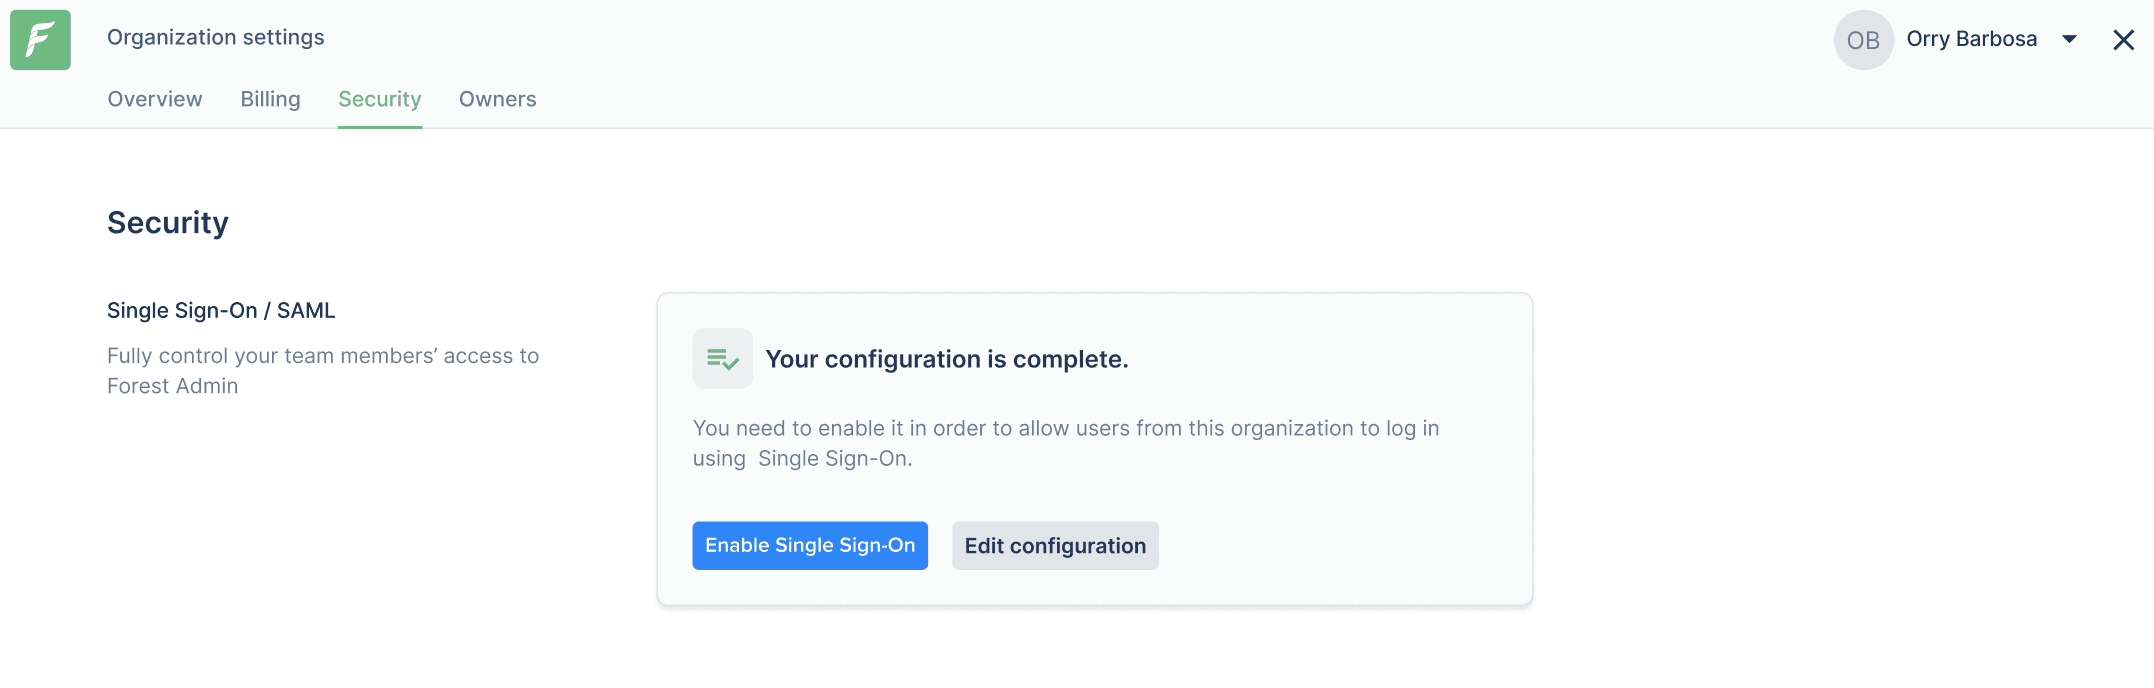 Organization settings
OB Orry Barbosa
Overview Billing Security Owners
Security
Single Sign-On / SAML
Fully control your team members’ access to
Forest Admin
Your configuration is complete.
You need to enable it in order to allow users from this organization to log in
using Single Sign-On.
Enable Single Sign-On Edit configuration